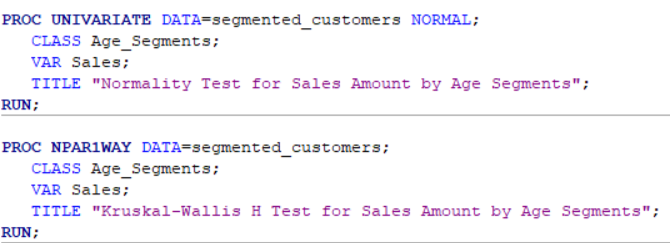 PROC UNIVARIATE DATA=segmented_customers NORMAL;
CLASS Age_Segments;
VAR Sales;
TITLE "Normality Test for Sales Amount by Age Segments";
RUN;
PROC NPAR1WAY DATA=segmented_customers;
CLASS Age_Segments;
VAR Sales;
TITLE "Kruskal-Wallis H Test for Sales Amount by Age Segments";
RUN;